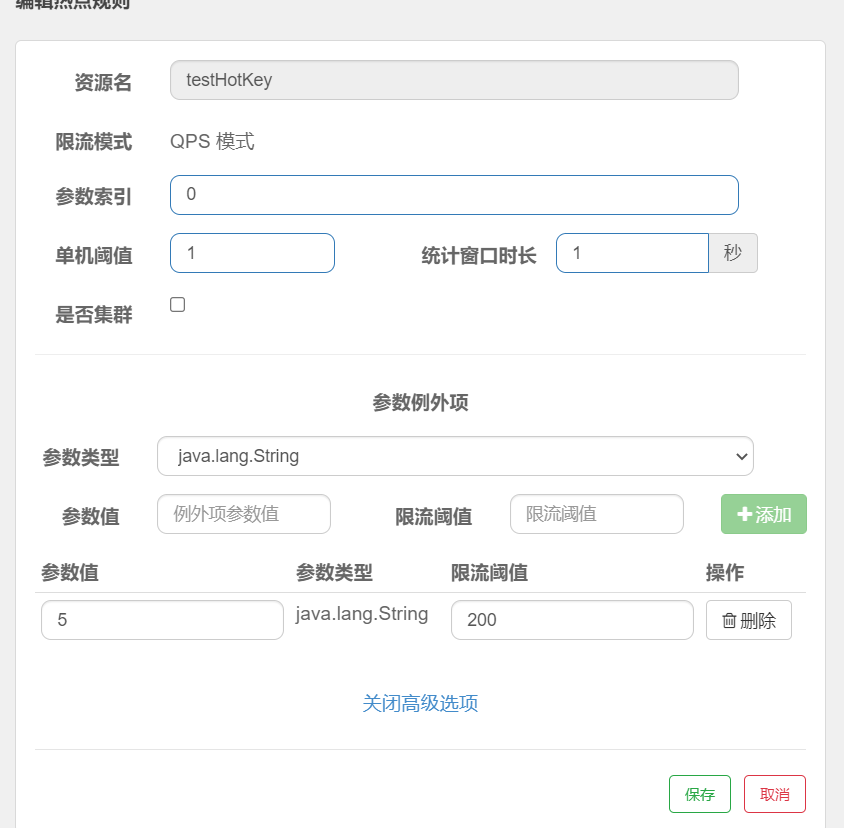 编辑热点规则
资源名 testHotKey
限流模式 QPS 模式
参数索引 0
单机阈值 1 统计窗口时长 1 秒
是否集群
参数例外项
参数类型 java.lang.String
参数值 例外项参数值 限流阈值 限流阈值 添加
参数值 参数类型 限流阈值 操作
5 java.lang.String 200 删除
关闭高级选项
保存 取消